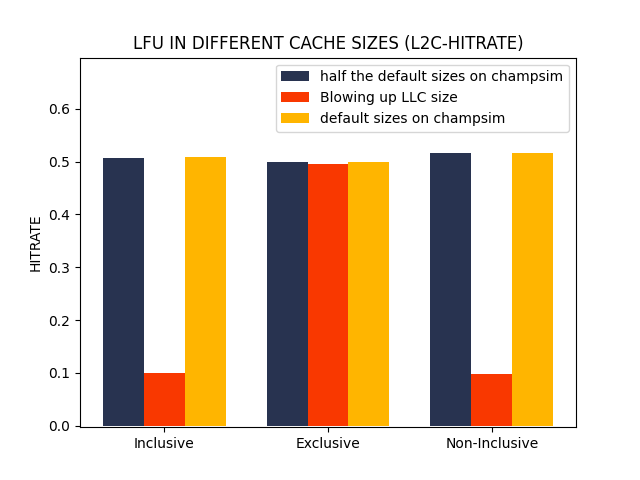 LFU IN DIFFERENT CACHE SIZES (L2C-HITRATE)
half the default sizes on champsim
Blowing up LLC size
default sizes on champsim
HITRATE
0.6
0.5
0.4
0.3
0.2
0.1
0.0
Inclusive
Exclusive
Non-Inclusive